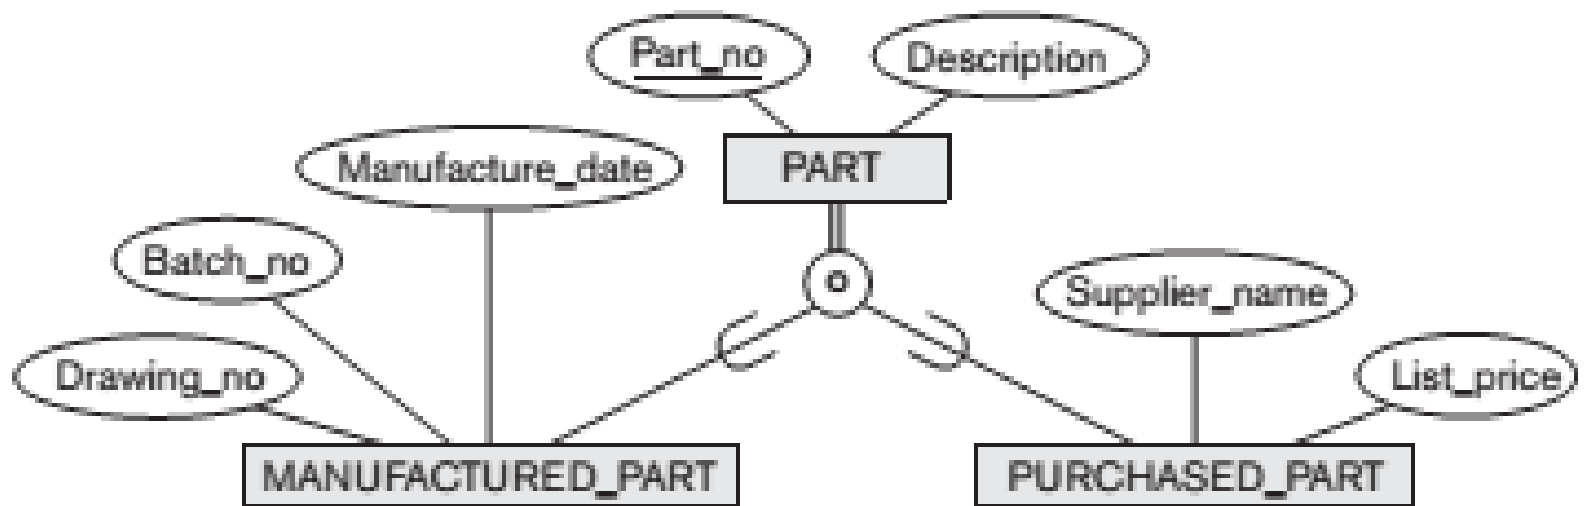 Part_no
Description
PART
Manufacture_date
Batch_no
o
Supplier_name
Drawing_no
List_price
MANUFACTURED_PART
PURCHASED_PART